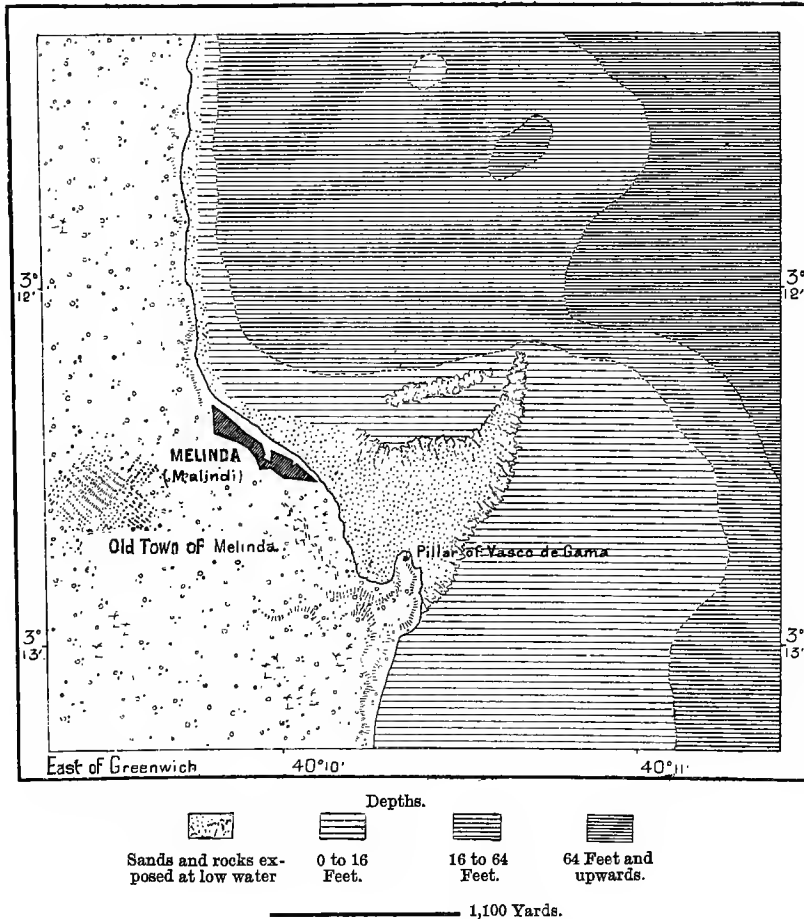 3°
12'
3°
12'
MELINDA
(Malindi)
Old Town of Melinda
Pillar of Vasco de Gama
3°
13'
3°
13'
East of Greenwich
40°10'
40°11'
Depths.
Sands and rocks ex-
posed at low water
0 to 16
Feet.
16 to 64
Feet.
64 Feet and
upwards.
1,100 Yards.